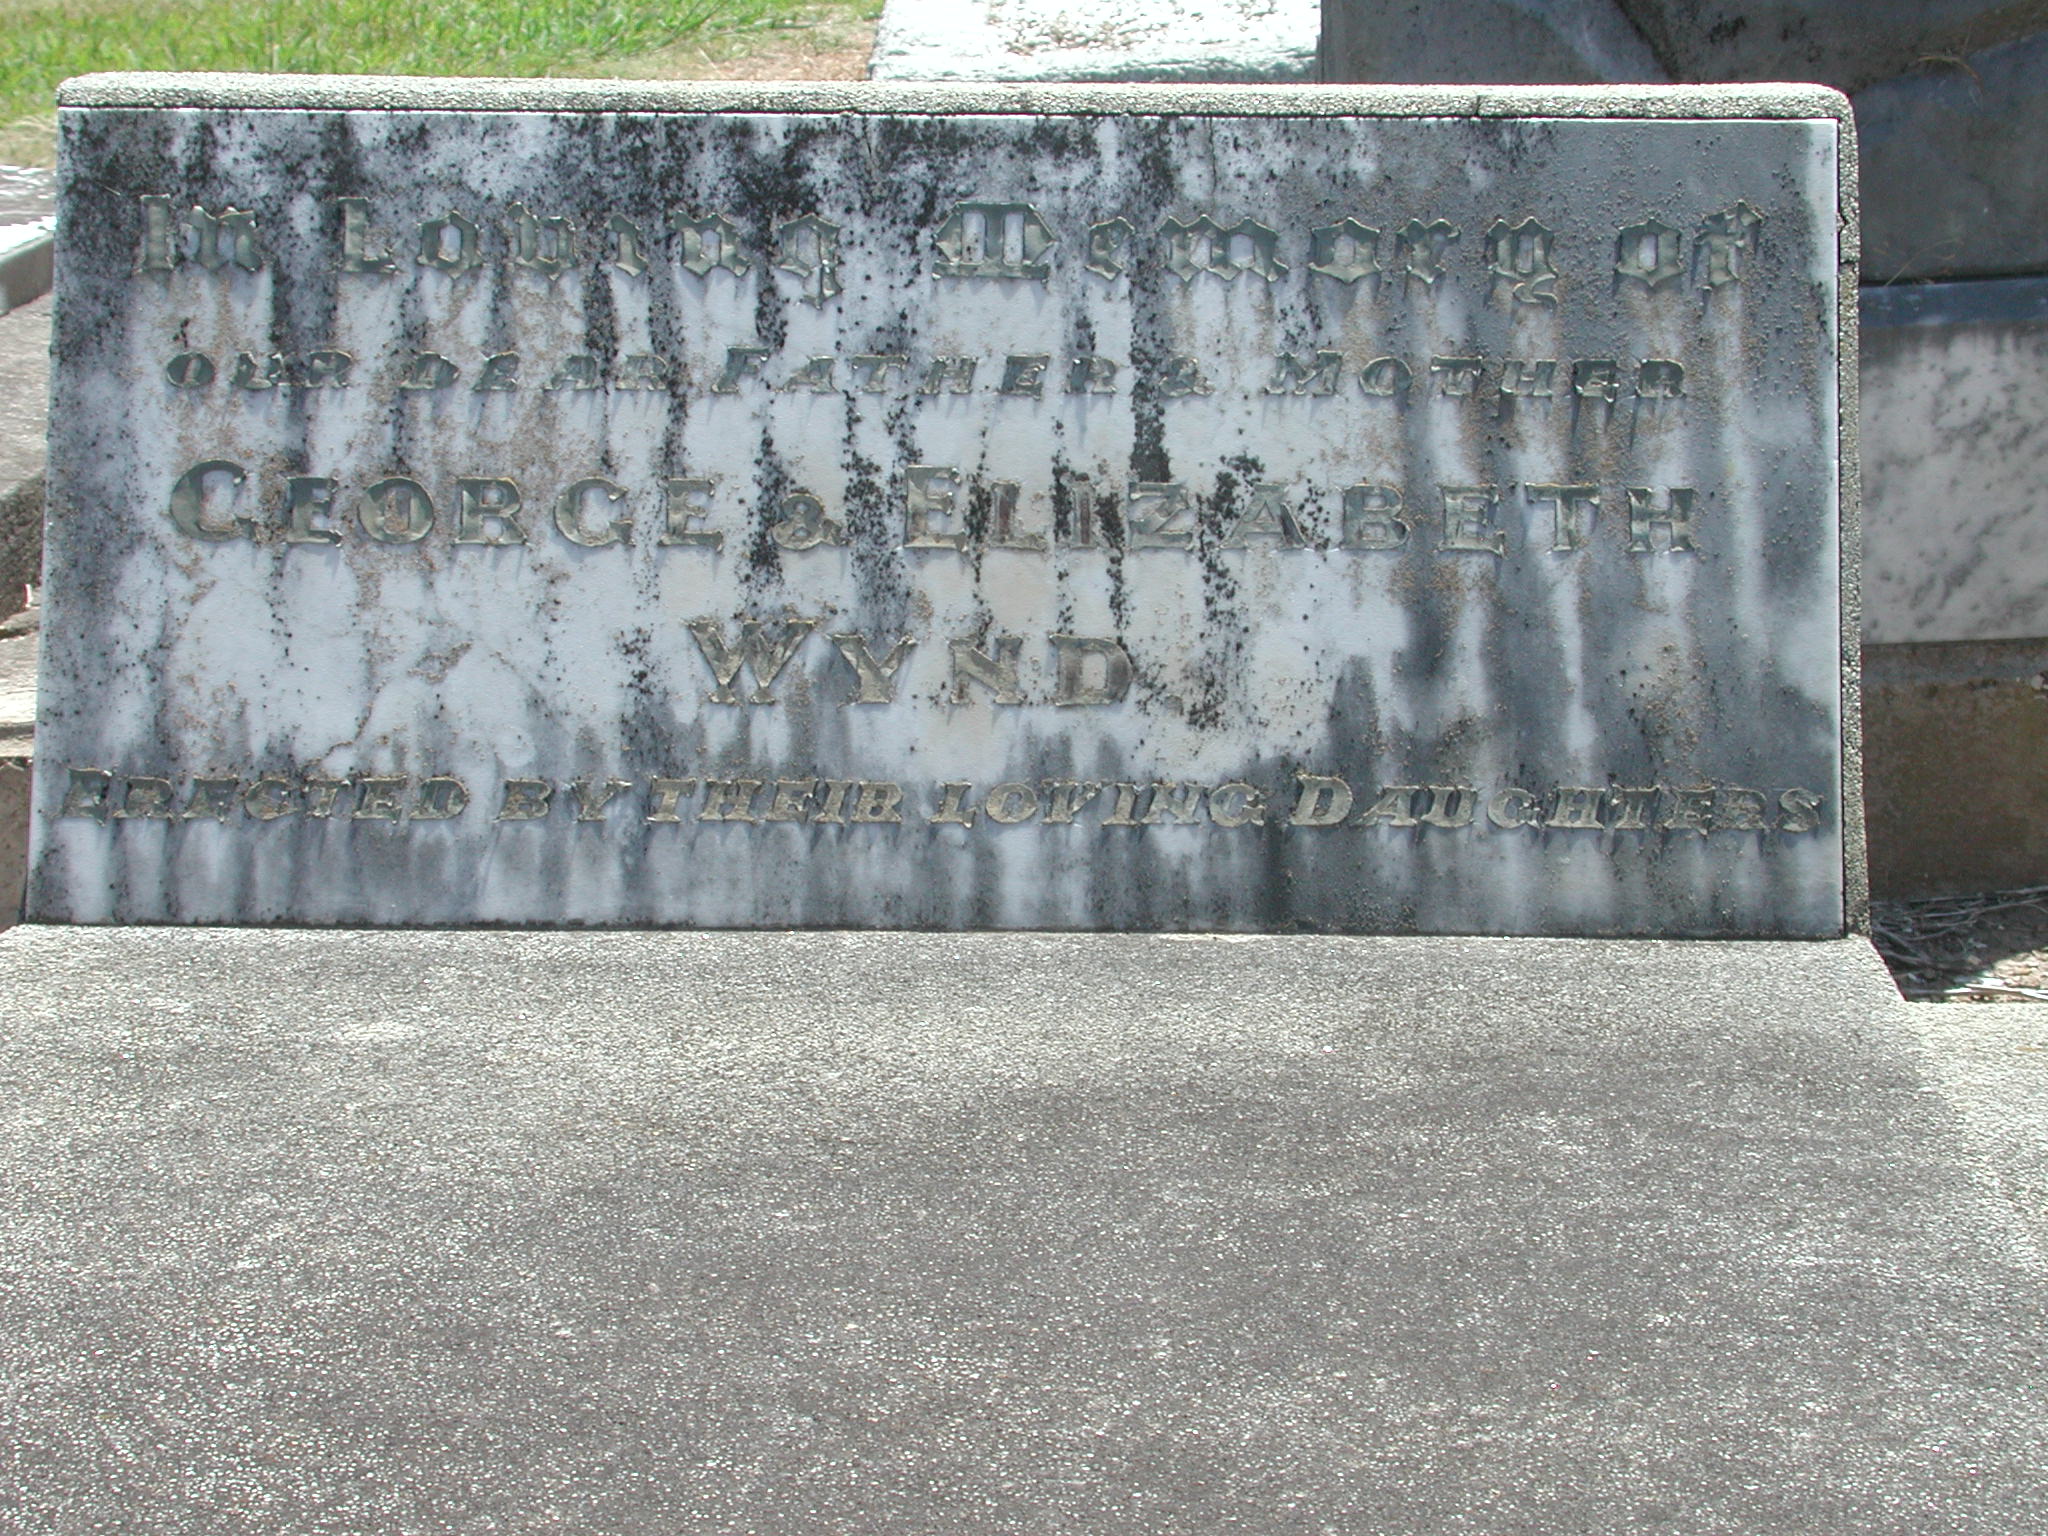 In Loving Memory of
OUR DEAR FATHER & MOTHER
GEORGE & ELIZABETH
WYND.
ERECTED BY THEIR LOVING DAUGHTERS